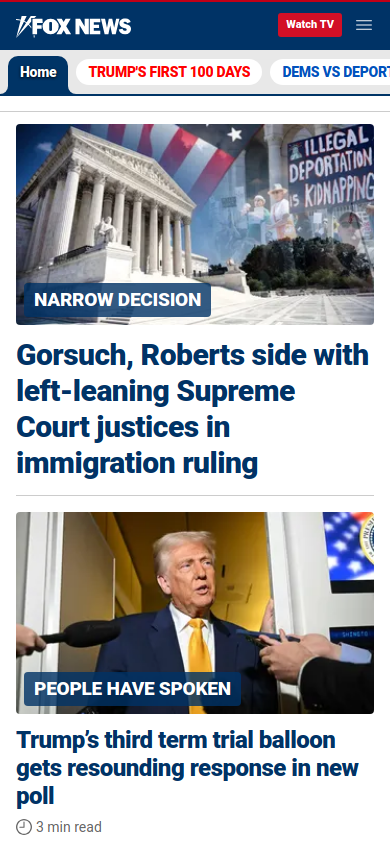 FOX NEWS
Watch TV
Home
TRUMP'S FIRST 100 DAYS
DEMS VS DEPORT
ILLEGAL
DEPORTATION
IS KIDNAPPING
NARROW DECISION
Gorsuch, Roberts side with
left-leaning Supreme
Court justices in
immigration ruling
PEOPLE HAVE SPOKEN
Trump’s third term trial balloon
gets resounding response in new
poll
3 min read